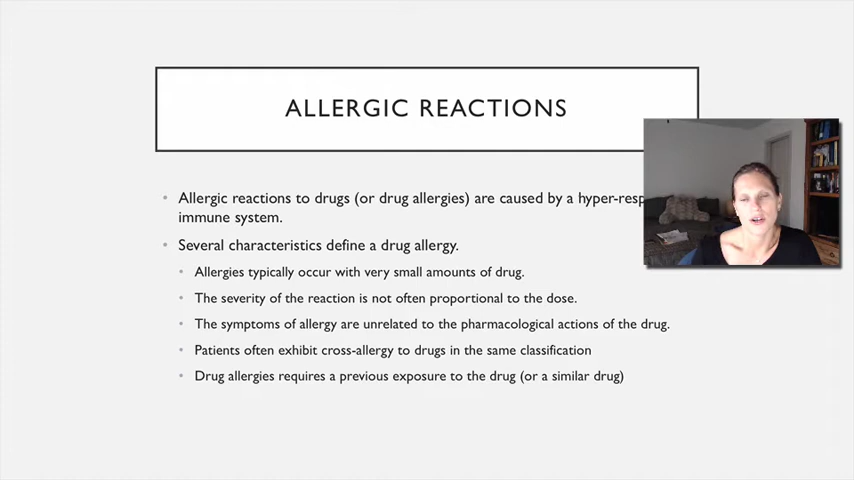 ALLERGIC REACTIONS
Allergic reactions to drugs (or drug allergies) are caused by a
immune system.
Several characteristics define a drug allergy.
Allergies typically occur with very small amounts of drug.
The severity of the reaction is not often proportional to the dose.
The symptoms of allergy are unrelated to the pharmacological actions of the drug.
Patients often exhibit cross-allergy to drugs in the same classification
Drug allergies requires a previous exposure to the drug (or a similar drug)